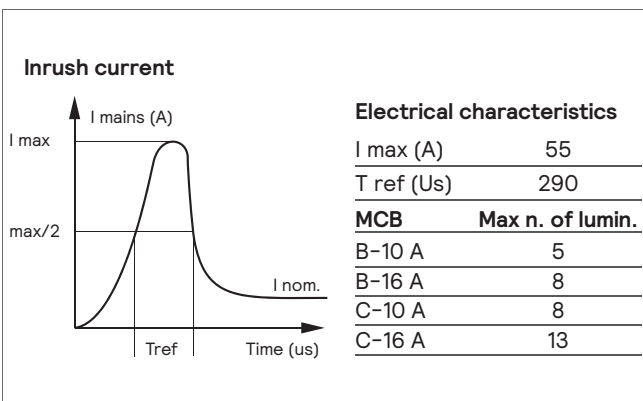 Inrush current
I mains (A)
I max
max/2
I nom.
Tref
Time (us)
Electrical characteristics
I max (A) 55
T ref (Us) 290
MCB Max n. of lumin.
B-10 A 5
B-16 A 8
C-10 A 8
C-16 A 13